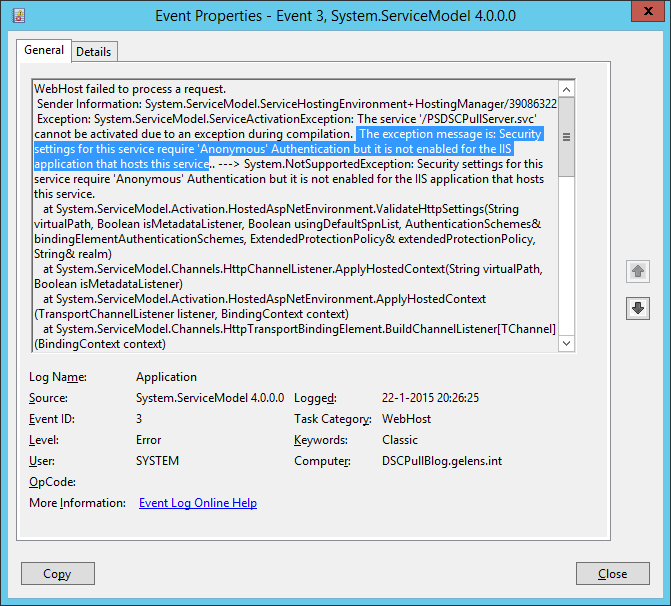 Event Properties - Event 3, System.ServiceModel 4.0.0.0
General
Details
WebHost failed to process a request.
Sender Information: System.ServiceModel.ServiceHostingEnvironment+HostingManager/39086322
Exception: System.ServiceModel.ServiceActivationException: The service '/PSDSCPullServer.svc'
cannot be activated due to an exception during compilation.  The exception message is: Security
settings for this service require 'Anonymous' Authentication but it is not enabled for the IIS
application that hosts this service.. ---> System.NotSupportedException: Security settings for this
service require 'Anonymous' Authentication but it is not enabled for the IIS application that hosts
this service.
at System.ServiceModel.Activation.HostedAspNetEnvironment.ValidateHttpSettings(String
virtualPath, Boolean isMetadataListener, Boolean usingDefaultSpnList, AuthenticationSchemes&
bindingElementAuthenticationSchemes, ExtendedProtectionPolicy& extendedProtectionPolicy,
String& realm)
at System.ServiceModel.Channels.HttpChannelListener.ApplyHostedContext(String virtualPath,
Boolean isMetadataListener)
at System.ServiceModel.Activation.HostedAspNetEnvironment.ApplyHostedContext
(TransportChannelListener listener, BindingContext context)
at System.ServiceModel.Channels.HttpTransportBindingElement.BuildChannelListener[TChannel]
(BindingContext context)
Log Name: Application
Source: System.ServiceModel 4.0.0.0 Logged: 22-1-2015 20:26:25
Event ID: 3 Task Category: WebHost
Level: Error Keywords: Classic
User: SYSTEM Computer: DSCPullBlog.gelens.int
OpCode:
More Information: Event Log Online Help
Copy Close